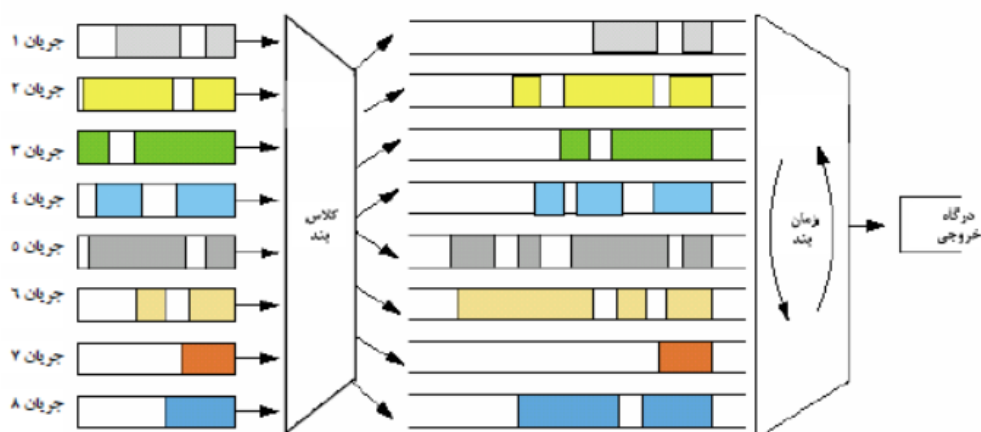 جریان ۱
جریان ۲
جریان ۳
جریان ٤
جریان ٥
جریان ٦
جریان ۷
جریان ۸
کلاس
بند
زمان
بند
درگاه
خروجی